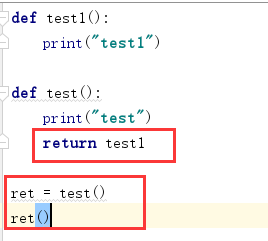 def test1():
    print("test1")
def test():
    print("test")
    return test1
ret = test()
ret()